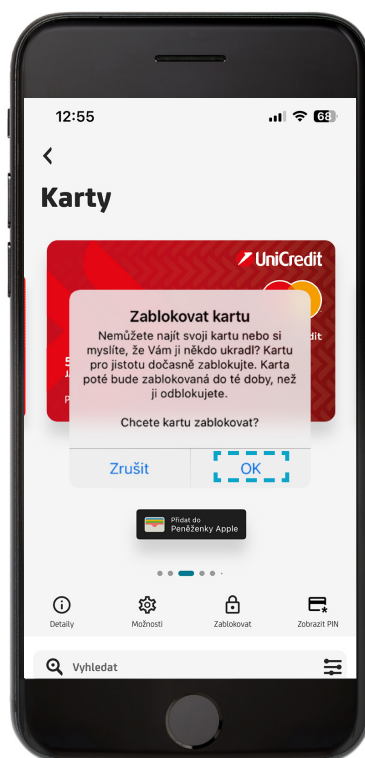 12:55
68
Karty
UniCredit
Zablokovat kartu
Nemůžete najít svoji kartu nebo si
myslíte, že Vám ji někdo ukradl? Kartu
pro jistotu dočasně zablokujte. Karta
poté bude zablokovaná do té doby, než
ji odblokujete.
Chcete kartu zablokovat?
Zrušit
OK
Přidat do
Peněženky Apple
Detaily
Možnosti
Zablokovat
Zobrazit PIN
Vyhledat